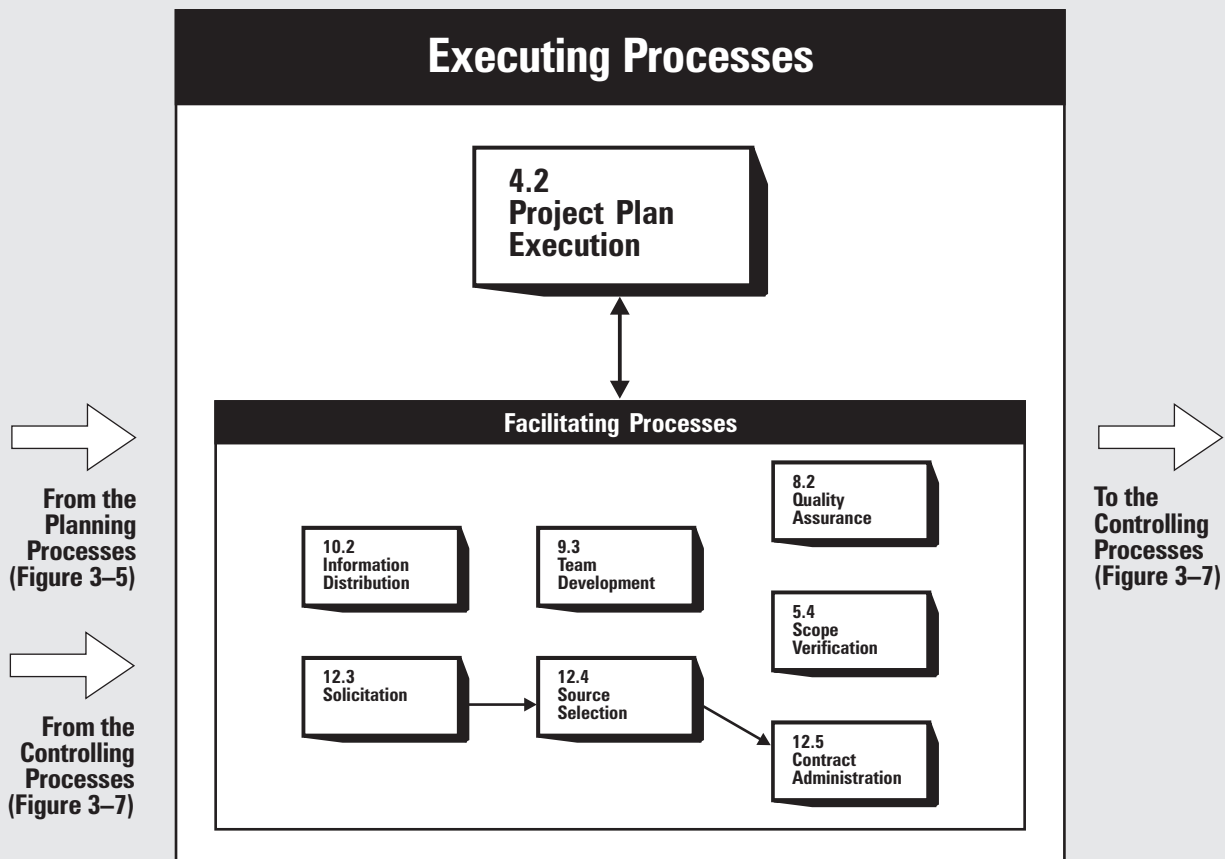 Executing Processes
4.2
Project Plan
Execution
Facilitating Processes
From the
Planning
Processes
(Figure 3–5)
From the
Controlling
Processes
(Figure 3–7)
10.2
Information
Distribution
9.3
Team
Development
8.2
Quality
Assurance
5.4
Scope
Verification
12.3
Solicitation
12.4
Source
Selection
12.5
Contract
Administration
To the
Controlling
Processes
(Figure 3–7)